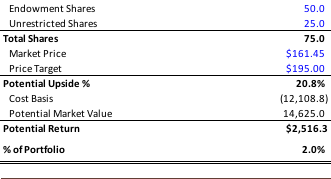 Endowment Shares 50.0
Unrestricted Shares 25.0
Total Shares 75.0
Market Price $161.45
Price Target $195.00
Potential Upside % 20.8%
Cost Basis (12,108.8)
Potential Market Value 14,625.0
Potential Return $2,516.3
% of Portfolio 2.0%